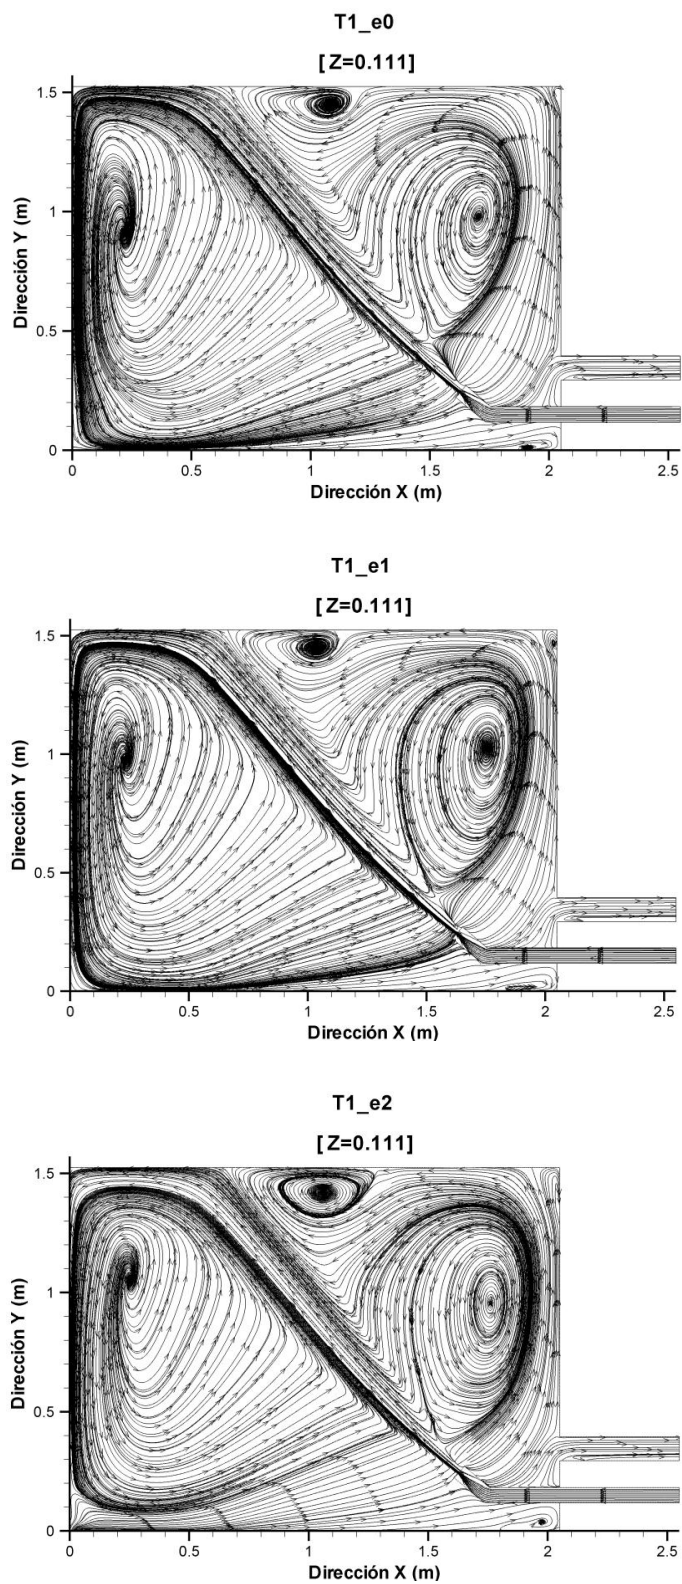 T1_e0
[Z=0.111]
1.5
1
0.5
0
Dirección Y (m)
0 0.5 1 1.5 2 2.5
Dirección X (m)
T1_e1
[Z=0.111]
1.5
1
0.5
0
Dirección Y (m)
0 0.5 1 1.5 2 2.5
Dirección X (m)
T1_e2
[Z=0.111]
1.5
1
0.5
0
Dirección Y (m)
0 0.5 1 1.5 2 2.5
Dirección X (m)